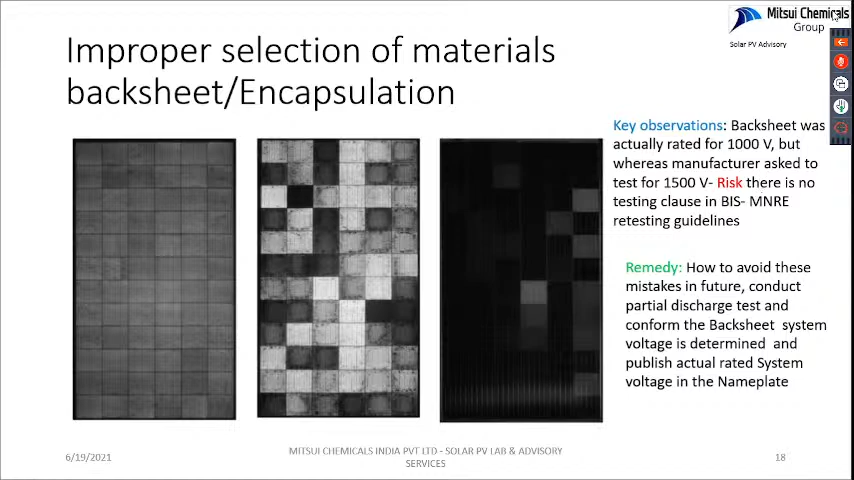 Mitsui Chemicals
Group
Solar PV Advisory
Improper selection of materials
backsheet/Encapsulation
Key observations: Backsheet was
actually rated for 1000 V, but
whereas manufacturer asked to
test for 1500 V- Risk there is no
testing clause in BIS- MNRE
retesting guidelines
Remedy: How to avoid these
mistakes in future, conduct
partial discharge test and
conform the Backsheet system
voltage is determined and
publish actual rated System
voltage in the Nameplate
6/19/2021
MITSUI CHEMICALS INDIA PVT LTD - SOLAR PV LAB & ADVISORY
SERVICES
18